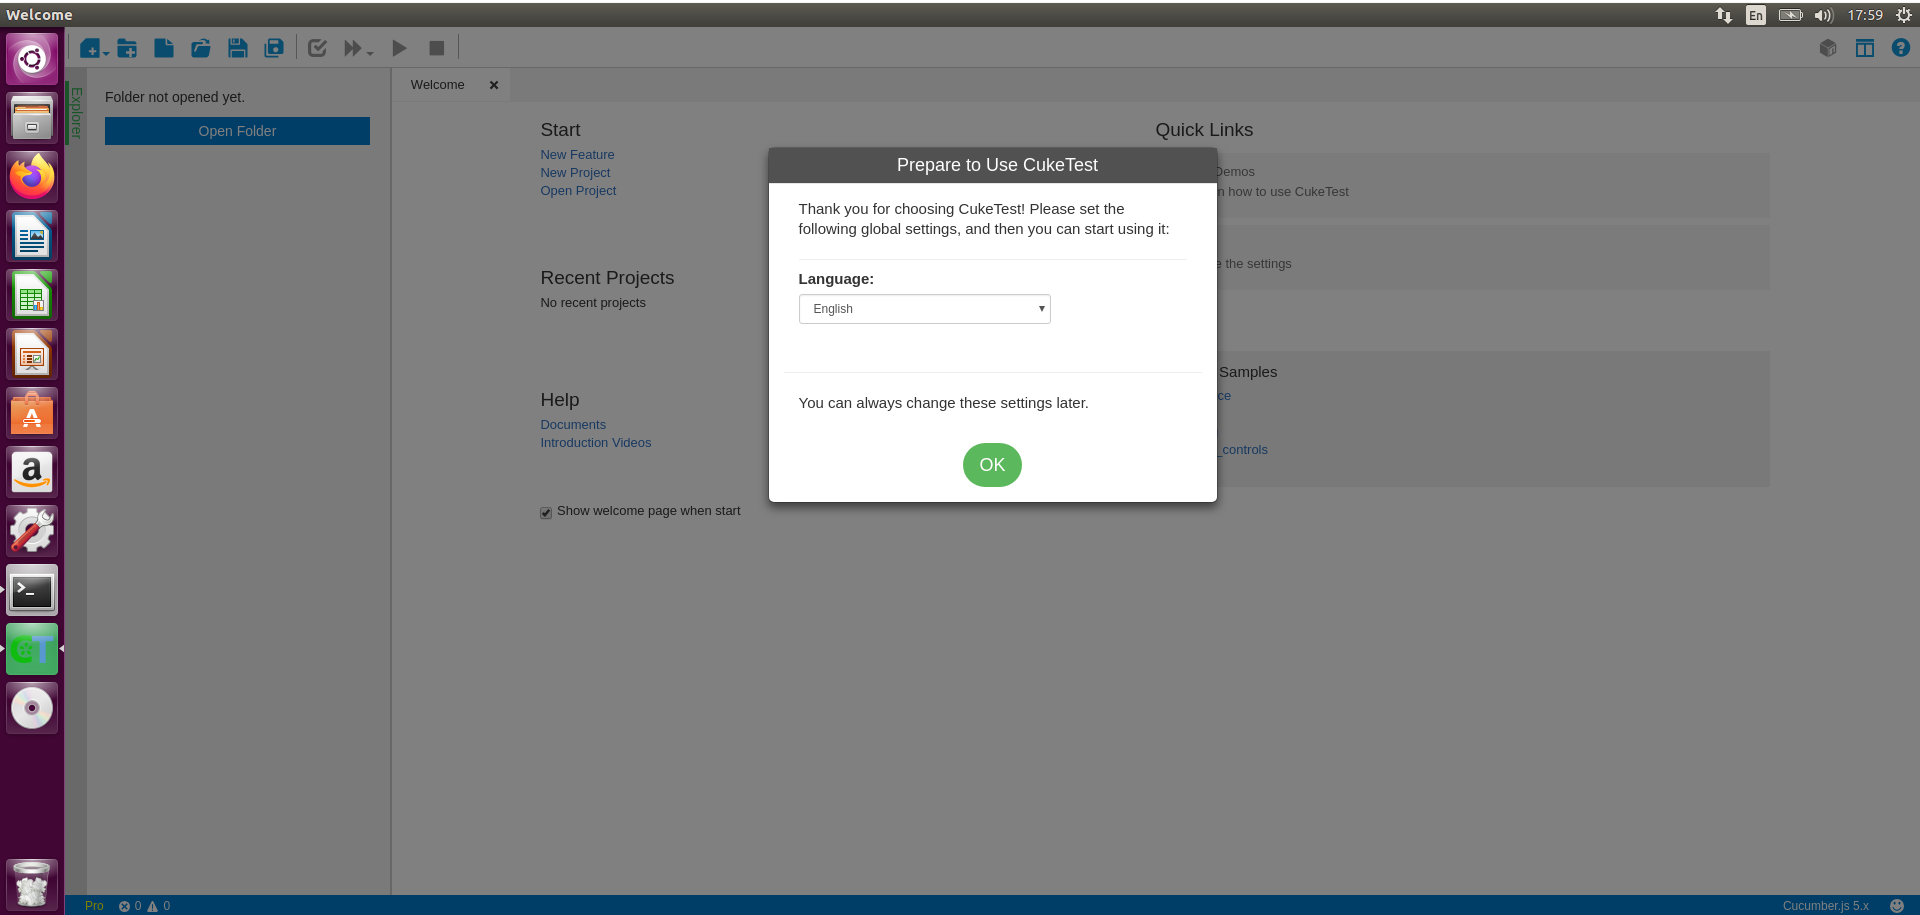 Welcome
En
17:59
Explorer
Folder not opened yet.
Open Folder
Welcome
Start
New Feature
New Project
Open Project
Recent Projects
No recent projects
Help
Documents
Introduction Videos
Show welcome page when start
Quick Links
Demos
how to use CukeTest
the settings
Samples
_controls
Prepare to Use CukeTest
Thank you for choosing CukeTest! Please set the
following global settings, and then you can start using it:
Language:
English
You can always change these settings later.
OK
Pro
0
0
Cucumber.js 5.x